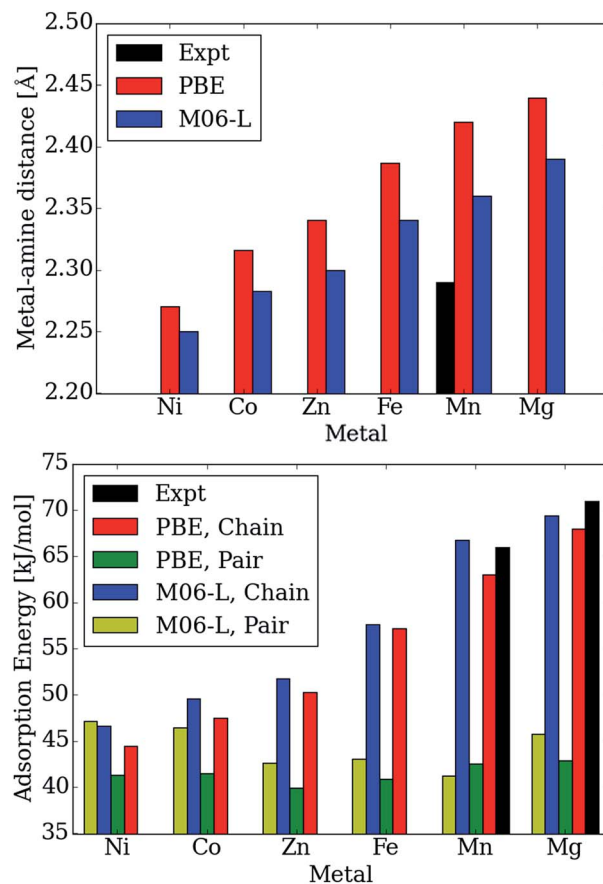 2.50
2.45
2.40
2.35
2.30
2.25
2.20
Metal-amine distance [Å]
Expt
PBE
M06-L
Ni Co Zn Fe Mn Mg
Metal
75
70
65
60
55
50
45
40
35
Adsorption Energy [kJ/mol]
Expt
PBE, Chain
PBE, Pair
M06-L, Chain
M06-L, Pair
Ni Co Zn Fe Mn Mg
Metal